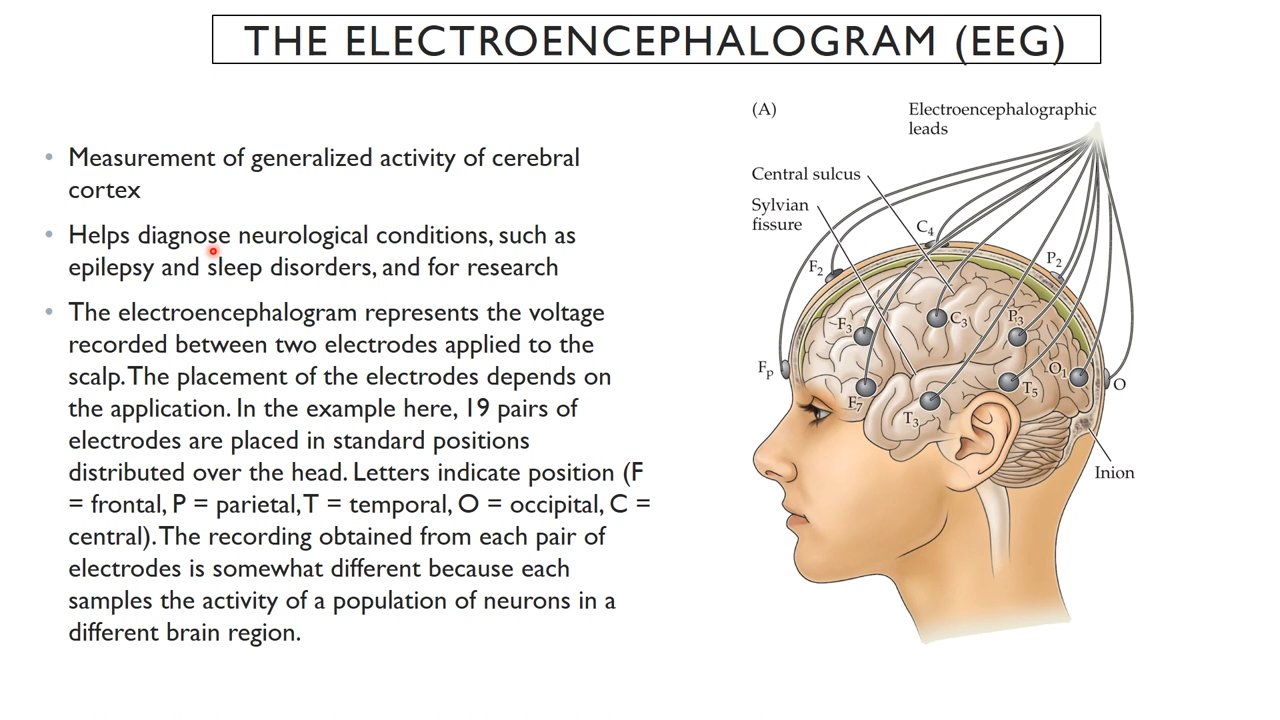 THE ELECTROENCEPHALOGRAM (EEG)
• Measurement of generalized activity of cerebral
cortex
• Helps diagnose neurological conditions, such as
epilepsy and sleep disorders, and for research
• The electroencephalogram represents the voltage
recorded between two electrodes applied to the
scalp. The placement of the electrodes depends on
the application. In the example here, 19 pairs of
electrodes are placed in standard positions
distributed over the head. Letters indicate position (F
= frontal, P = parietal, T = temporal, O = occipital, C =
central). The recording obtained from each pair of
electrodes is somewhat different because each
samples the activity of a population of neurons in a
different brain region.
(A)
Electroencephalographic
leads
Central sulcus
Sylvian
fissure
C4
F2
P2
F3
C3
P3
Fp
O1
O
F7
T3
T5
Inion